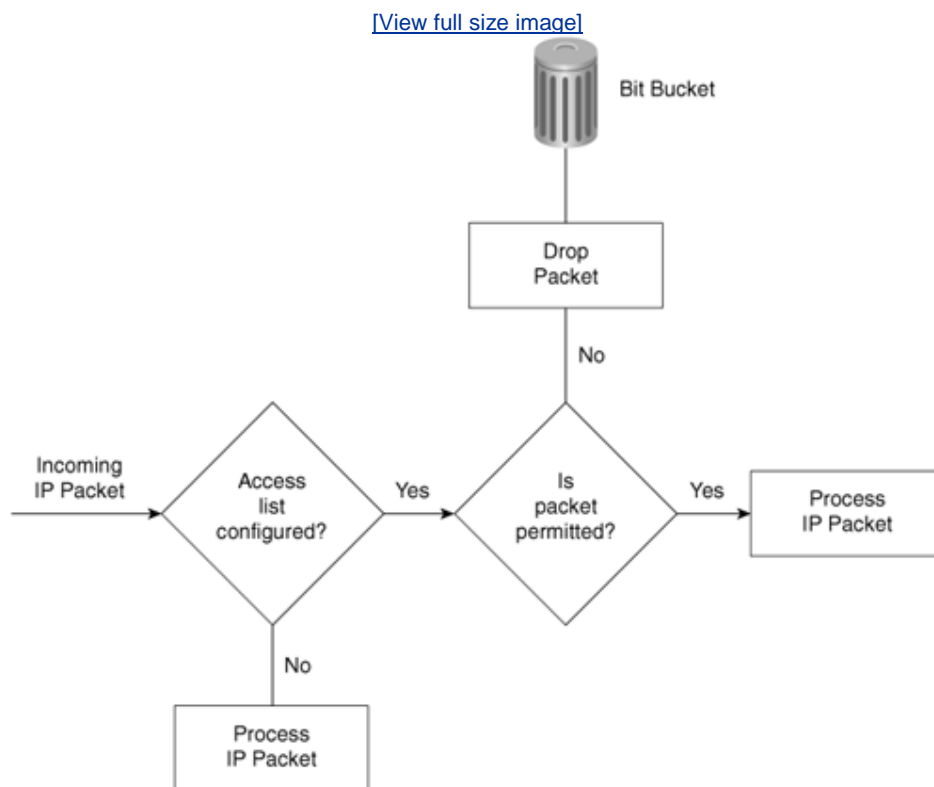 [View full size image]
Bit Bucket
Drop
Packet
No
Incoming
IP Packet
Access
list
configured?
Yes
Is
packet
permitted?
Yes
Process
IP Packet
No
Process
IP Packet